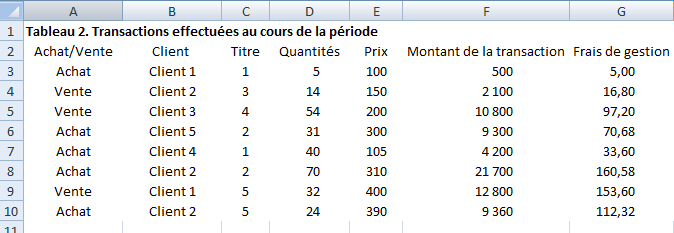 A B C D E F G
1 Tableau 2. Transactions effectuées au cours de la période
2 Achat/Vente Client Titre Quantités Prix Montant de la transaction Frais de gestion
3 Achat Client 1 1 5 100 500 5,00
4 Vente Client 2 3 14 150 2 100 16,80
5 Vente Client 3 4 54 200 10 800 97,20
6 Achat Client 5 2 31 300 9 300 70,68
7 Achat Client 4 1 40 105 4 200 33,60
8 Achat Client 2 2 70 310 21 700 160,58
9 Vente Client 1 5 32 400 12 800 153,60
10 Achat Client 2 5 24 390 9 360 112,32
11